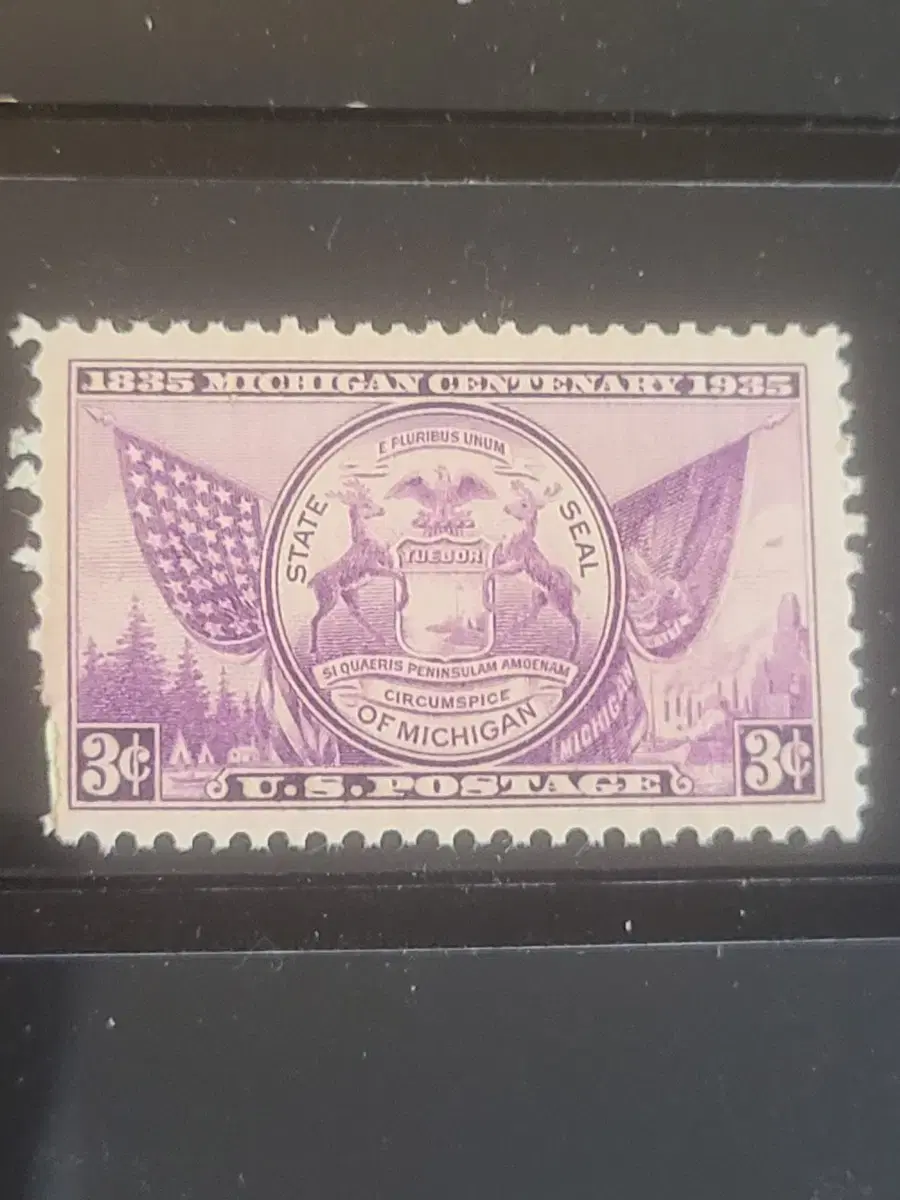 1835 MICHIGAN CENTENARY 1935
E PLURIBUS UNUM
STATE SEAL
TUEBOR
SI QUAERIS PENINSULAM AMOENAM
CIRCUMSPICE
OF MICHIGAN
MICHIGAN
3¢ 3¢
U.S. POSTAGE